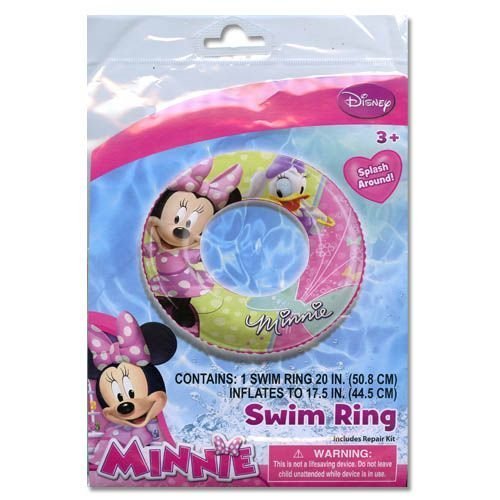 Disney
3+
Splash
Around!
Minnie
CONTAINS: 1 SWIM RING 20 IN. (50.8 CM)
INFLATES TO 17.5 IN. (44.5 CM)
Swim Ring
Includes Repair Kit
MINNIE
WARNING:
This is not a lifesaving device. Do not leave
child unattended while device is in use.